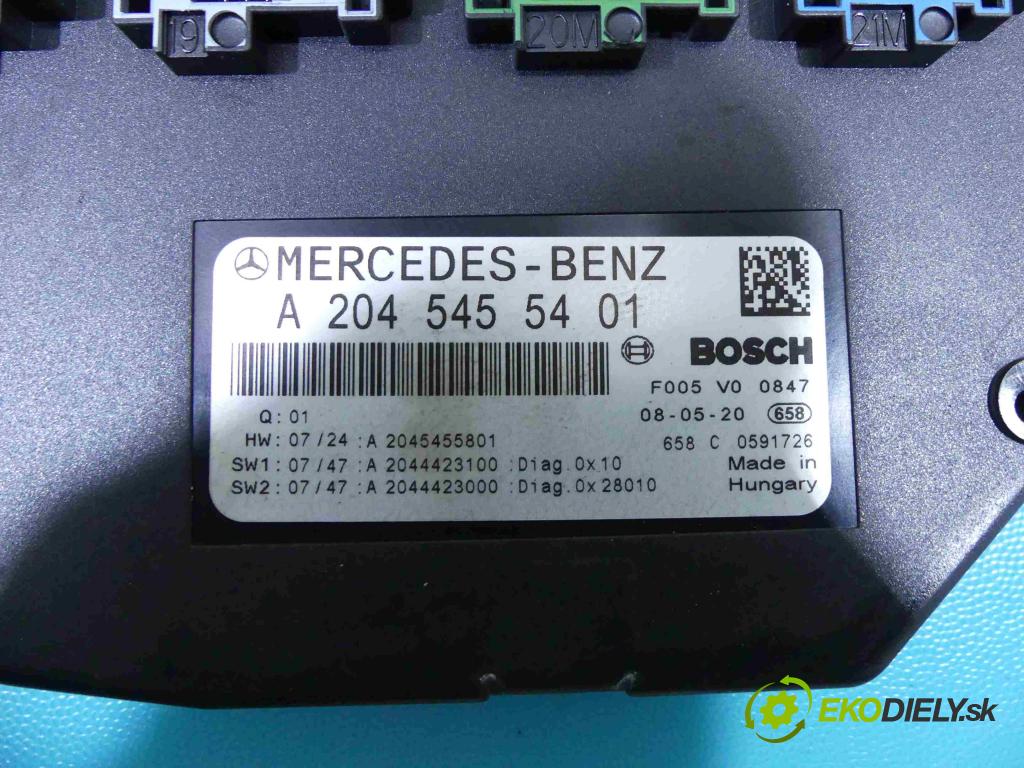 19
20M
21M
MERCEDES-BENZ
A 204 545 54 01
BOSCH
F005 V0 0847
Q: 01
08-05-20 658
HW: 07/24 :A 2045455801
658 C 0591726
SW1: 07/47 :A 2044423100 :Diag.0x10
Made in
SW2: 07/47 :A 2044423000 :Diag.0x28010
Hungary
EKODIELY.sk